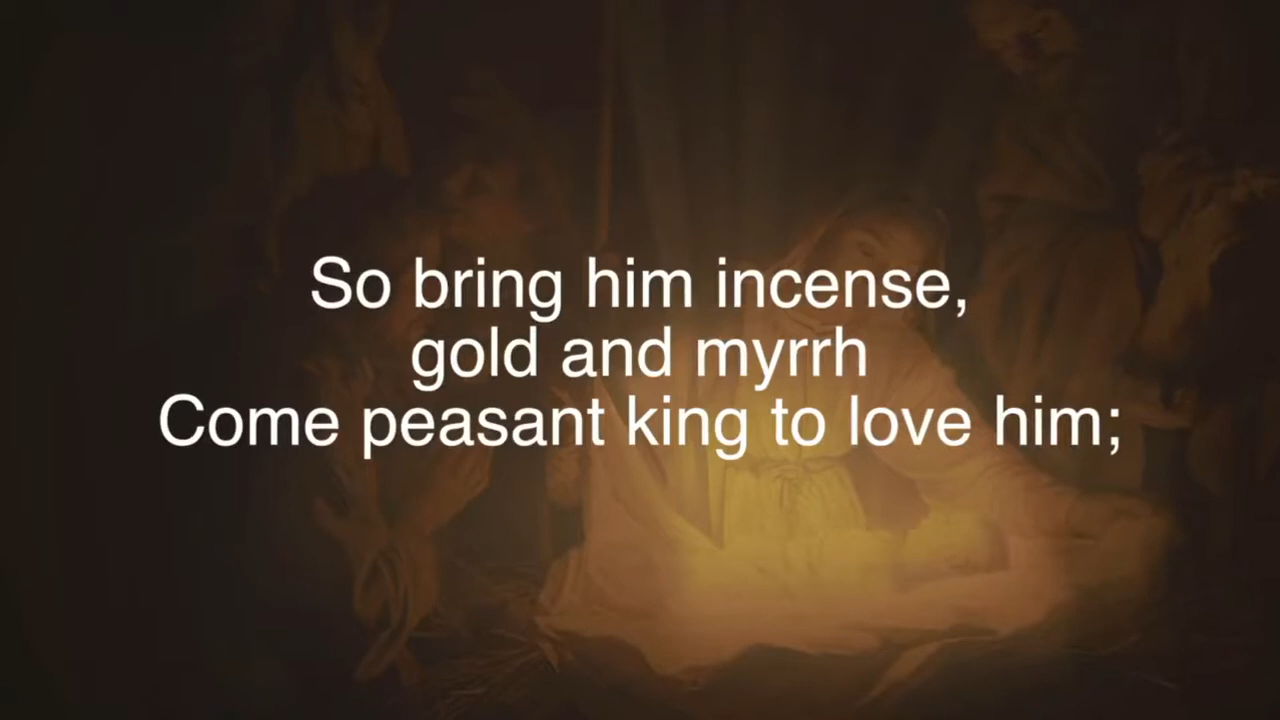 So bring him incense,
gold and myrrh
Come peasant king to love him;